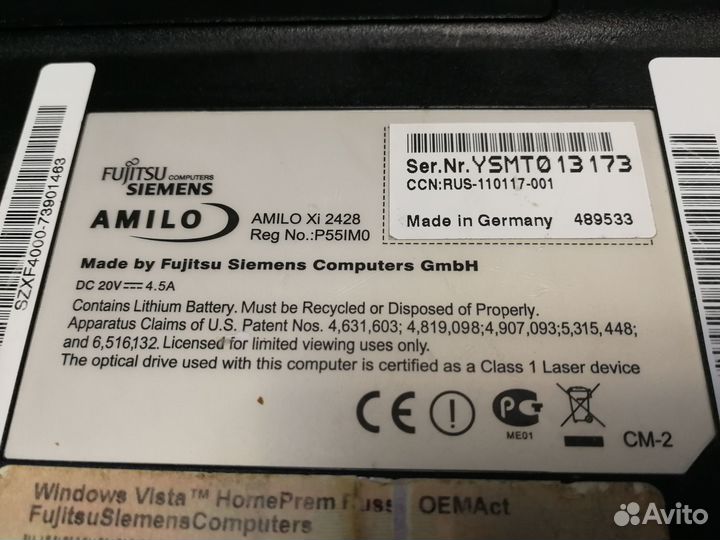 SZXF4000-73901463
FUJITSU COMPUTERS
SIEMENS
AMILO
AMILO Xi 2428
Reg No.:P55IM0
Ser.Nr.YSMT013173
CCN:RUS-110117-001
Made in Germany 489533
Made by Fujitsu Siemens Computers GmbH
DC 20V 4.5A
Contains Lithium Battery. Must be Recycled or Disposed of Properly.
Apparatus Claims of U.S. Patent Nos. 4,631,603; 4,819,098;4,907,093;5,315,448;
and 6,516,132. Licensed for limited viewing uses only.
The optical drive used with this computer is certified as a Class 1 Laser device
CE
PG
ME01
CM-2
Windows Vista™ HomePrem Russ OEMAct
FujitsuSiemensComputers
Avito